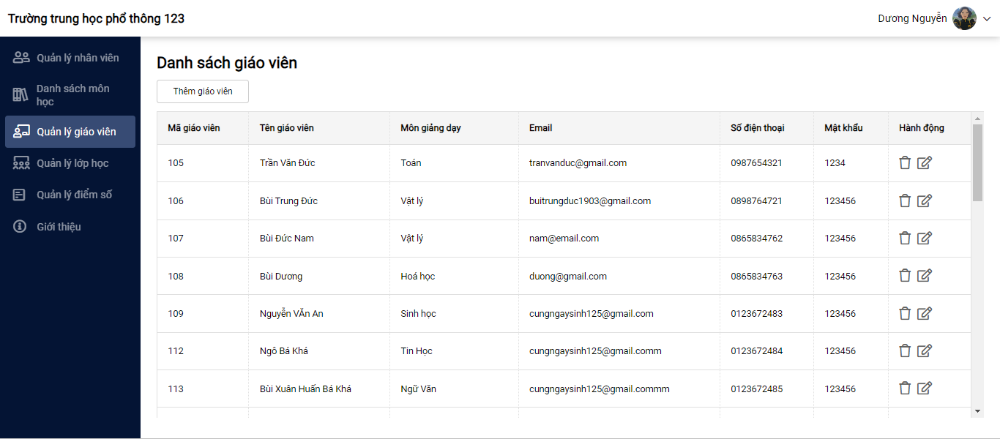 Trường trung học phổ thông 123
Dương Nguyễn
Quản lý nhân viên
Danh sách môn
học
Quản lý giáo viên
Quản lý lớp học
Quản lý điểm số
Giới thiệu
Danh sách giáo viên
Thêm giáo viên
Mã giáo viên Tên giáo viên Môn giảng dạy Email Số điện thoại Mật khẩu Hành động
105 Trần Văn Đức Toán tranvanduc@gmail.com 0987654321 1234
106 Bùi Trung Đức Vật lý buitrungduc1903@gmail.com 0898764721 123456
107 Bùi Đức Nam Vật lý nam@email.com 0865834762 123456
108 Bùi Dương Hoá học duong@gmail.com 0865834763 123456
109 Nguyễn VĂn An Sinh học cungngaysinh125@gmail.com 0123672483 123456
112 Ngô Bá Khá Tin Học cungngaysinh125@gmail.comm 0123672484 123456
113 Bùi Xuân Huấn Bá Khá Ngữ Văn cungngaysinh125@gmail.commm 0123672485 123456